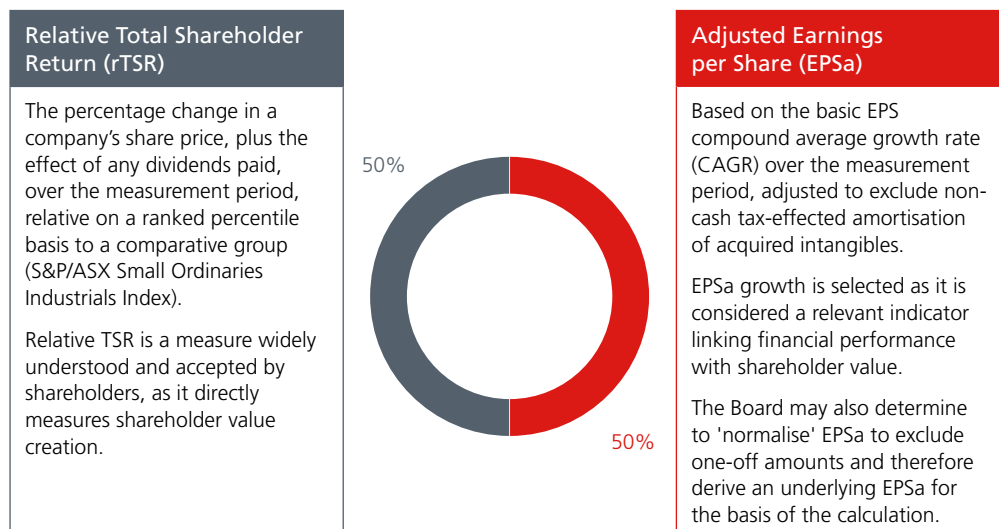 Relative Total Shareholder
Return (rTSR)
The percentage change in a
company’s share price, plus the
effect of any dividends paid,
over the measurement period,
relative on a ranked percentile
basis to a comparative group
(S&P/ASX Small Ordinaries
Industrials Index).
Relative TSR is a measure widely
understood and accepted by
shareholders, as it directly
measures shareholder value
creation.
50%
50%
Adjusted Earnings
per Share (EPSa)
Based on the basic EPS
compound average growth rate
(CAGR) over the measurement
period, adjusted to exclude non-
cash tax-effected amortisation
of acquired intangibles.
EPSa growth is selected as it is
considered a relevant indicator
linking financial performance
with shareholder value.
The Board may also determine
to 'normalise' EPSa to exclude
one-off amounts and therefore
derive an underlying EPSa for
the basis of the calculation.